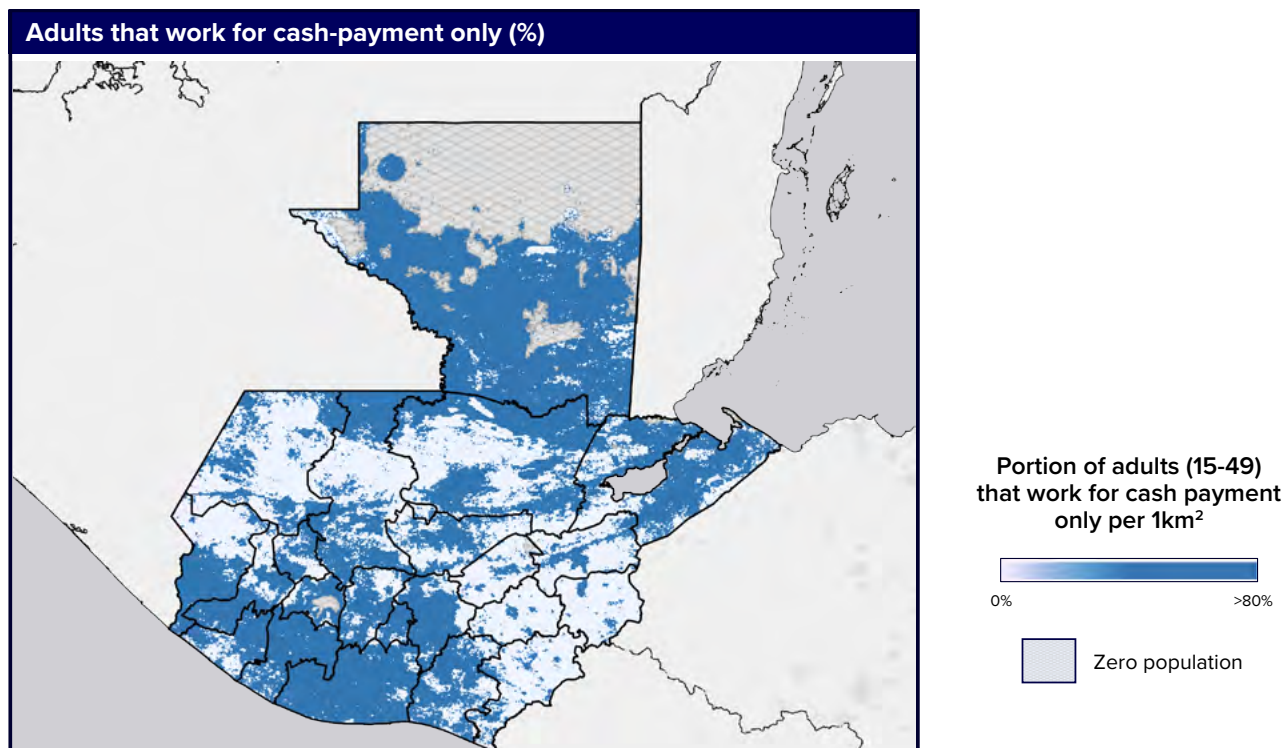 Adults that work for cash-payment only (%)
Portion of adults (15-49)
that work for cash payment
only per 1km²
0% >80%
Zero population